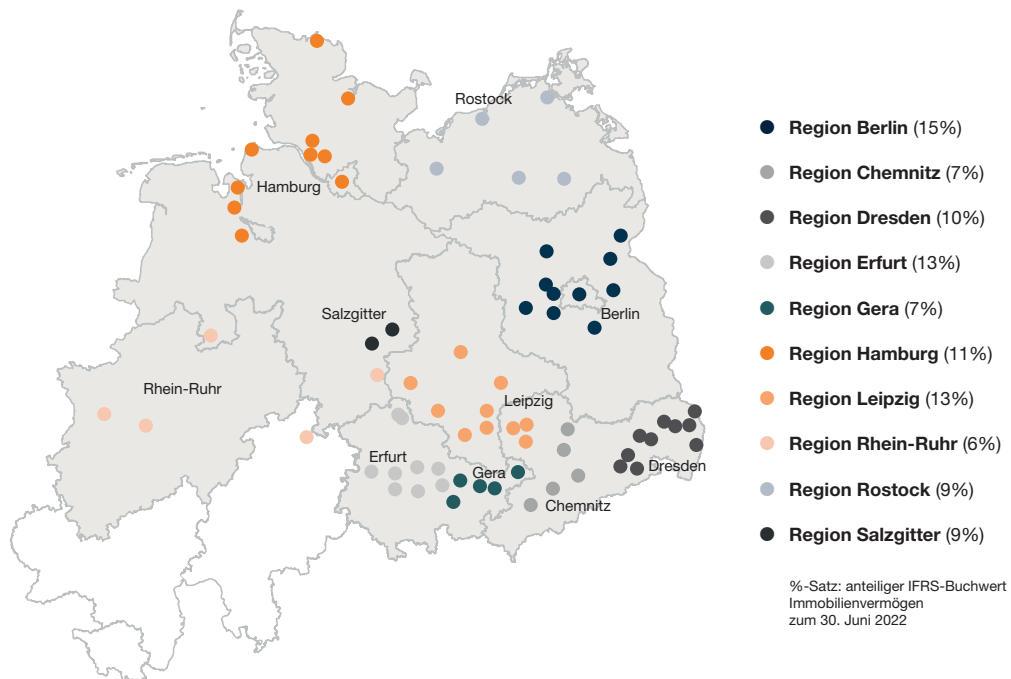 Rostock
Hamburg
Salzgitter
Berlin
Rhein-Ruhr
Leipzig
Erfurt
Gera
Dresden
Chemnitz
Region Berlin (15%)
Region Chemnitz (7%)
Region Dresden (10%)
Region Erfurt (13%)
Region Gera (7%)
Region Hamburg (11%)
Region Leipzig (13%)
Region Rhein-Ruhr (6%)
Region Rostock (9%)
Region Salzgitter (9%)
%-Satz: anteiliger IFRS-Buchwert
Immobilienvermögen
zum 30. Juni 2022